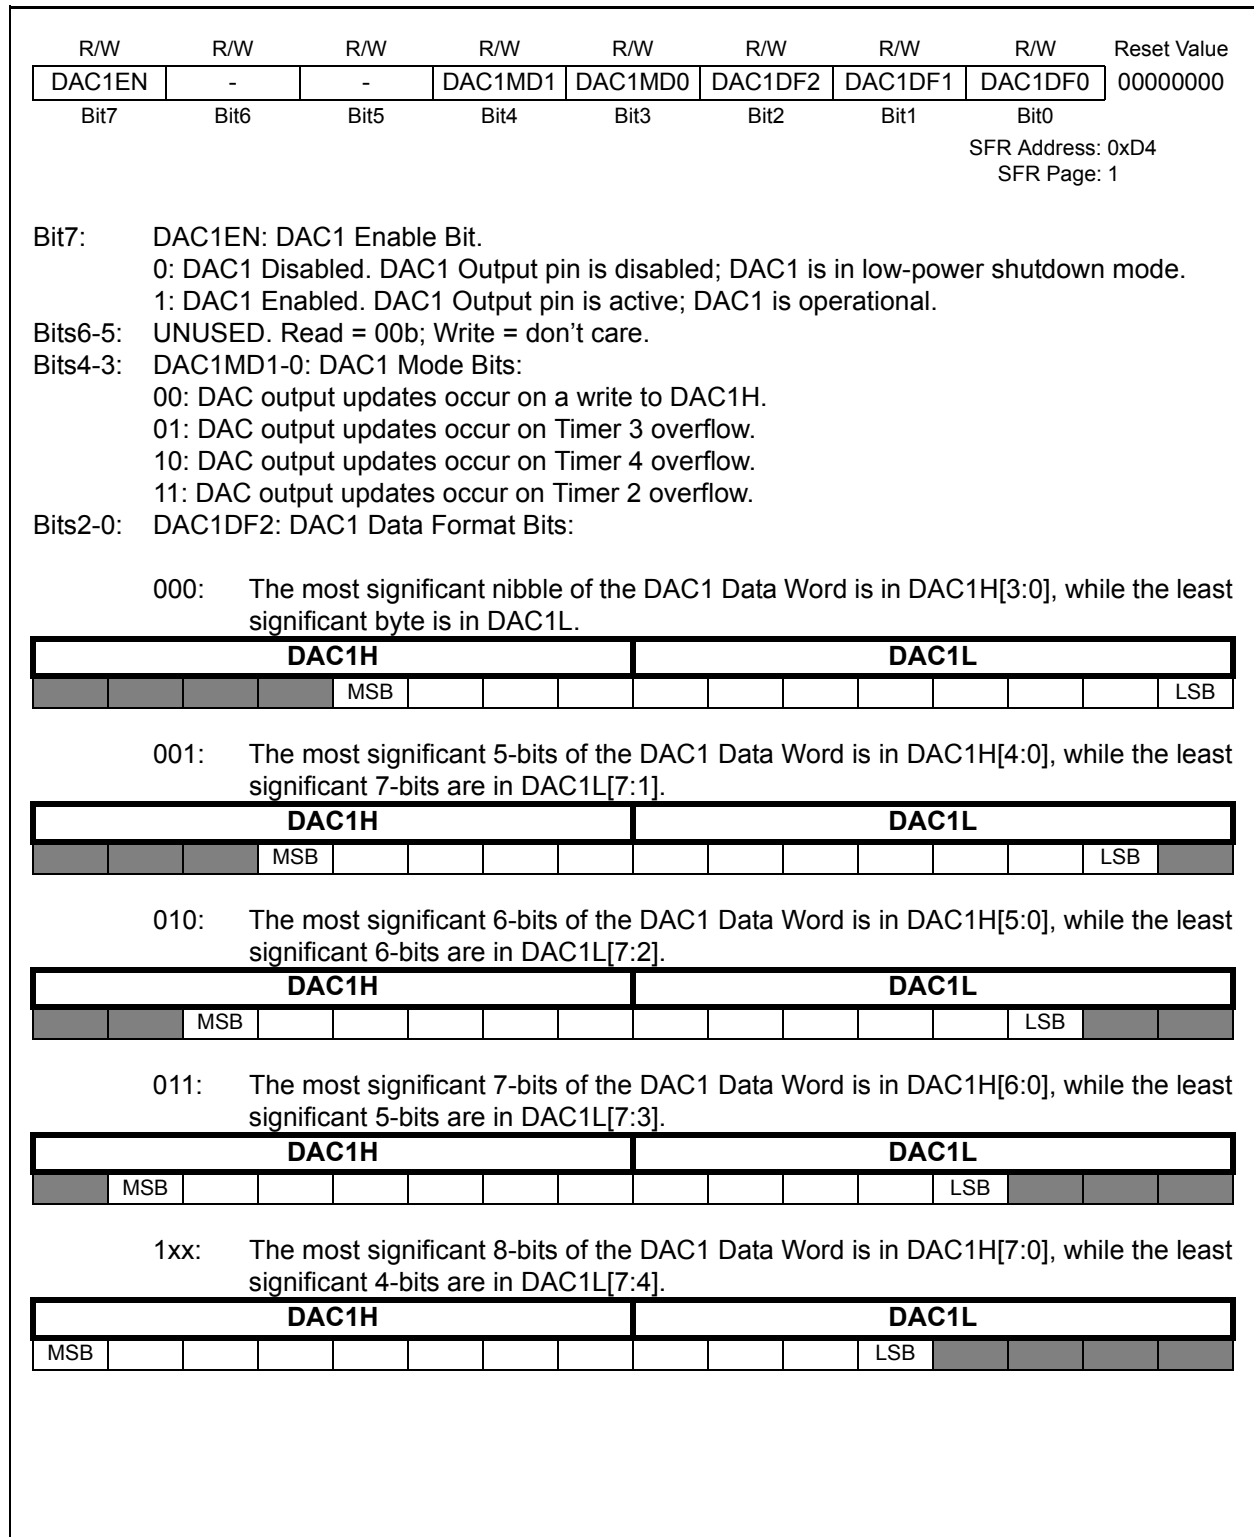 R/W R/W R/W R/W R/W R/W R/W R/W Reset Value
DAC1EN - - DAC1MD1 DAC1MD0 DAC1DF2 DAC1DF1 DAC1DF0 00000000
Bit7 Bit6 Bit5 Bit4 Bit3 Bit2 Bit1 Bit0
SFR Address: 0xD4
SFR Page: 1
Bit7: DAC1EN: DAC1 Enable Bit.
0: DAC1 Disabled. DAC1 Output pin is disabled; DAC1 is in low-power shutdown mode.
1: DAC1 Enabled. DAC1 Output pin is active; DAC1 is operational.
Bits6-5: UNUSED. Read = 00b; Write = don't care.
Bits4-3: DAC1MD1-0: DAC1 Mode Bits:
00: DAC output updates occur on a write to DAC1H.
01: DAC output updates occur on Timer 3 overflow.
10: DAC output updates occur on Timer 4 overflow.
11: DAC output updates occur on Timer 2 overflow.
Bits2-0: DAC1DF2: DAC1 Data Format Bits:
000: The most significant nibble of the DAC1 Data Word is in DAC1H[3:0], while the least
significant byte is in DAC1L.
DAC1H DAC1L
MSB LSB
001: The most significant 5-bits of the DAC1 Data Word is in DAC1H[4:0], while the least
significant 7-bits are in DAC1L[7:1].
DAC1H DAC1L
MSB LSB
010: The most significant 6-bits of the DAC1 Data Word is in DAC1H[5:0], while the least
significant 6-bits are in DAC1L[7:2].
DAC1H DAC1L
MSB LSB
011: The most significant 7-bits of the DAC1 Data Word is in DAC1H[6:0], while the least
significant 5-bits are in DAC1L[7:3].
DAC1H DAC1L
MSB LSB
1xx: The most significant 8-bits of the DAC1 Data Word is in DAC1H[7:0], while the least
significant 4-bits are in DAC1L[7:4].
DAC1H DAC1L
MSB LSB